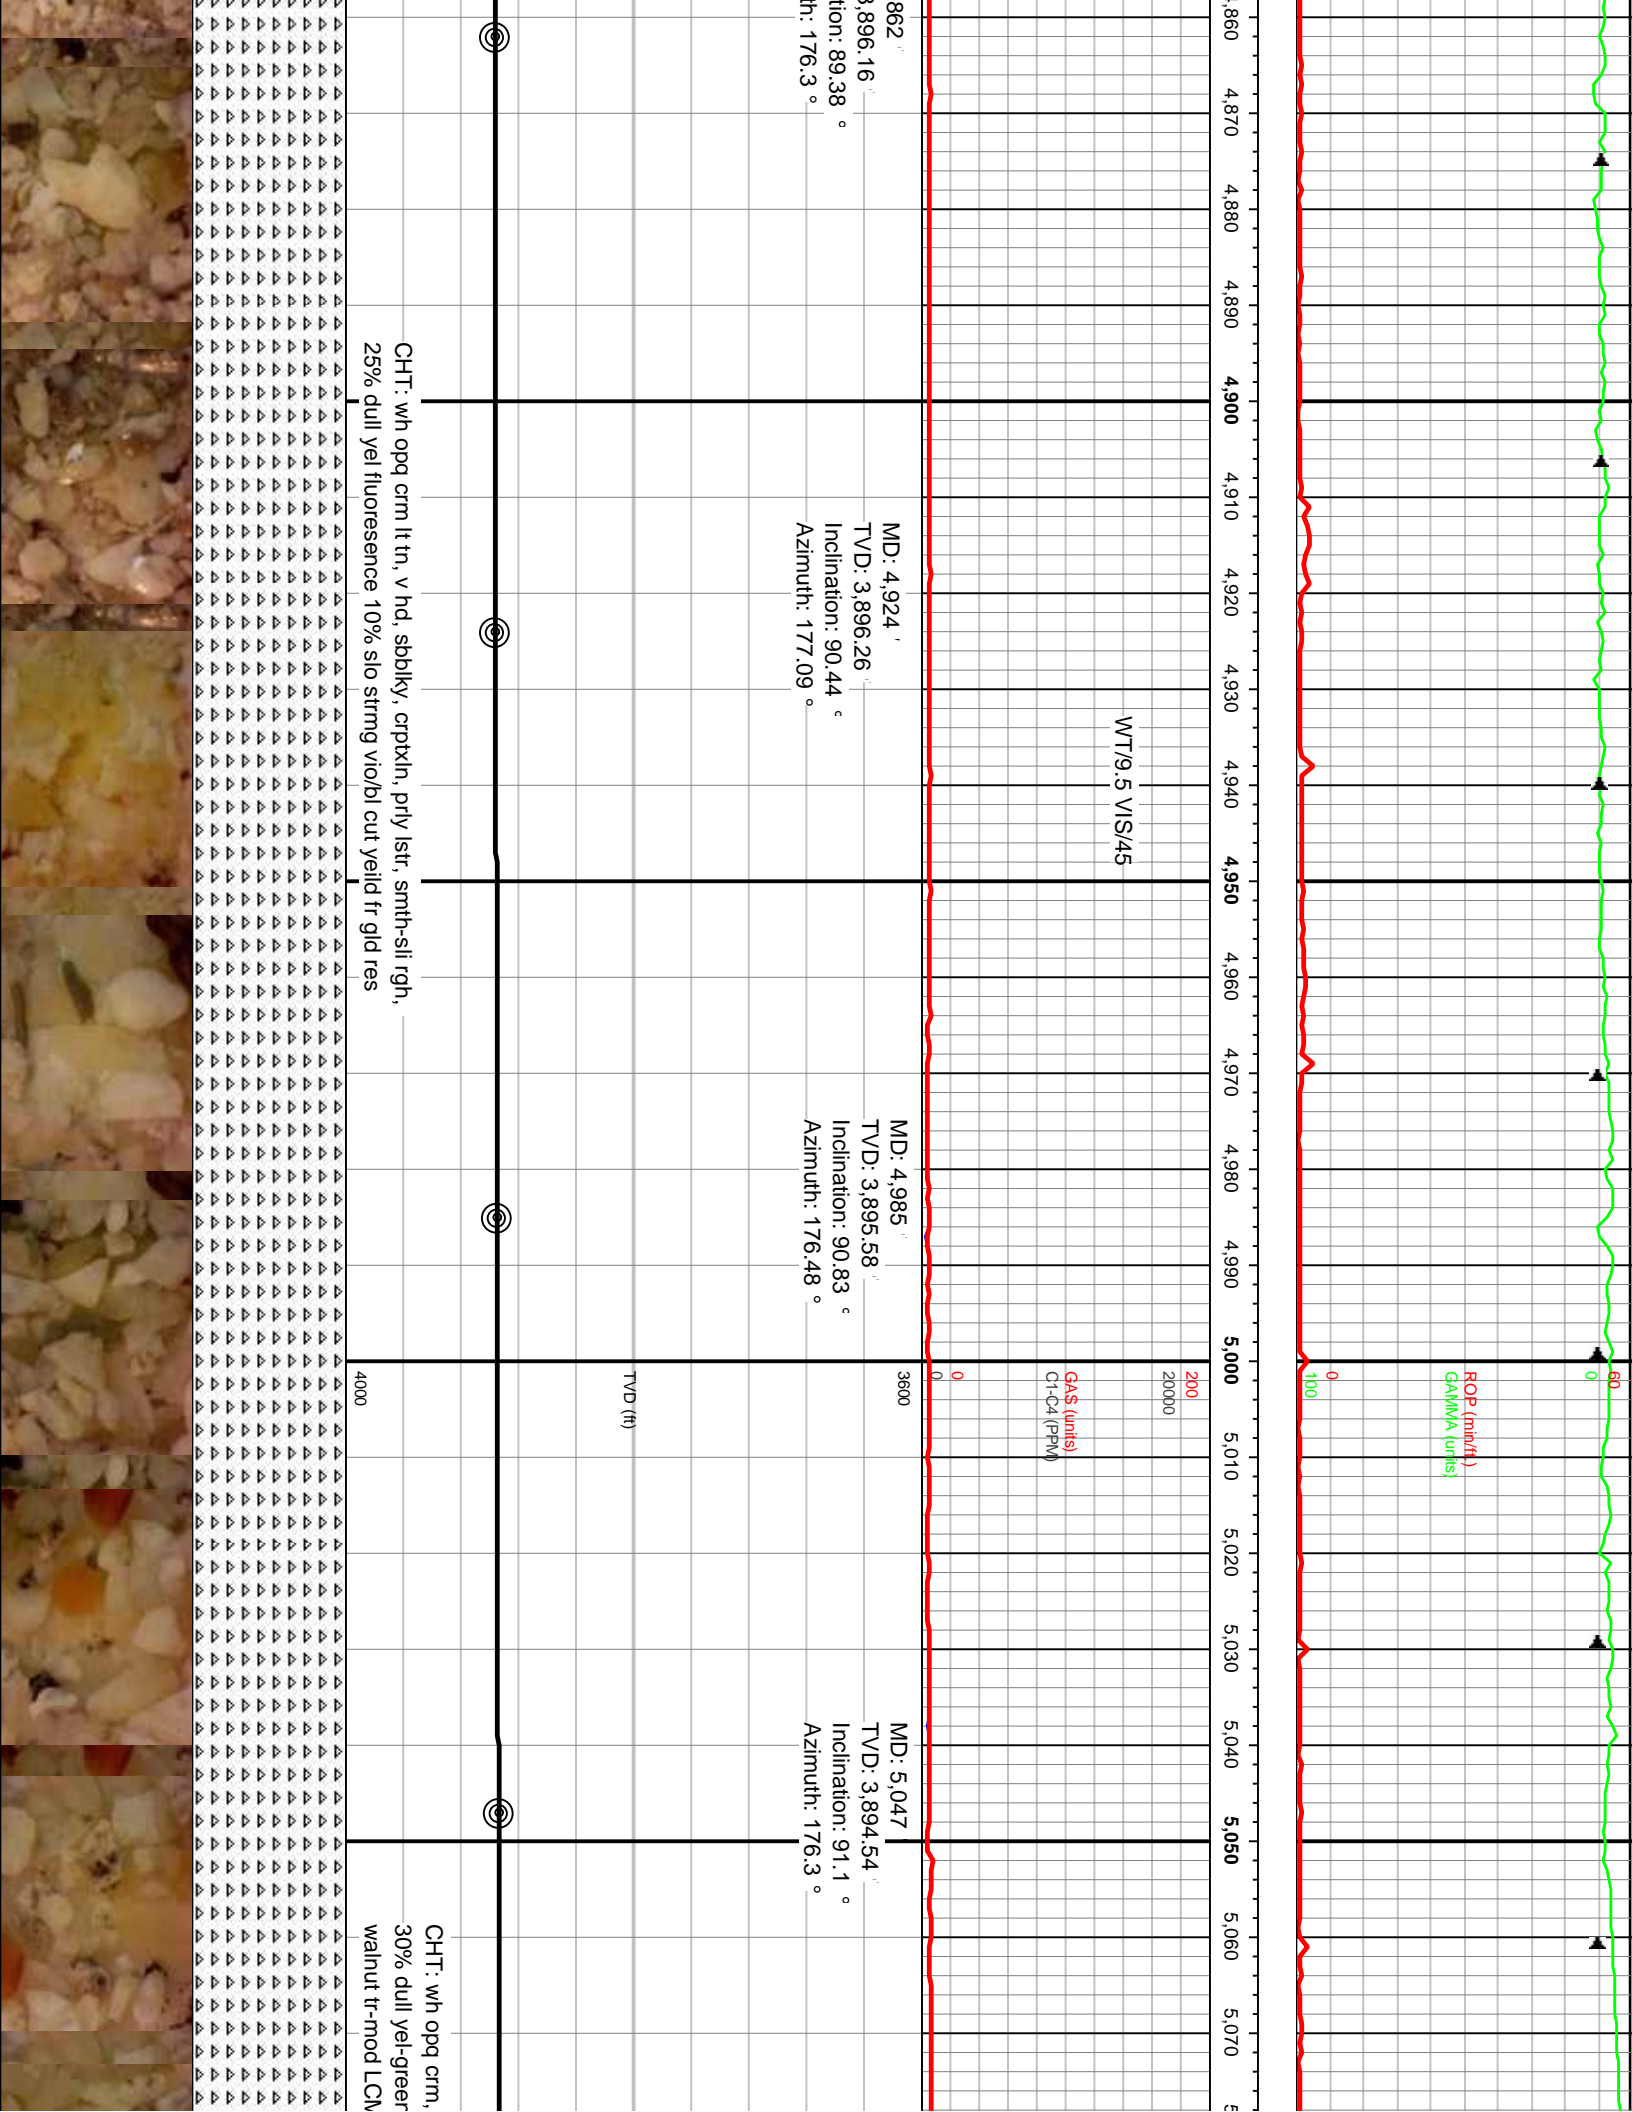 4,860
4,870
4,880
4,890
4,900
4,910
4,920
4,930
4,940
4,950
4,960
4,970
4,980
4,990
5,000
5,010
5,020
5,030
5,040
5,050
5,060
5,070
60
0
ROP (min/ft.)
GAMMA (units)
0
100
WT/9.5 VIS/45
200
20000
GAS (units)
C1-C4 (PPM)
0
0
862 '
3,896.16 '
tion: 89.38 °
th: 176.3 °
MD: 4,924 '
TVD: 3,896.26 '
Inclination: 90.44 °
Azimuth: 177.09 °
MD: 4,985 '
TVD: 3,895.58 '
Inclination: 90.83 °
Azimuth: 176.48 °
MD: 5,047 '
TVD: 3,894.54 '
Inclination: 91.1 °
Azimuth: 176.3 °
3600
TVD (ft)
4000
CHT: wh opq crm lt tn, v hd, sbblky, crptxln, prly lstr, smth-sli rgh,
25% dull yel fluoresence 10% slo strmg vio/bl cut yeild fr gld res
CHT: wh opq crm,
30% dull yel-green
walnut tr-mod LCM